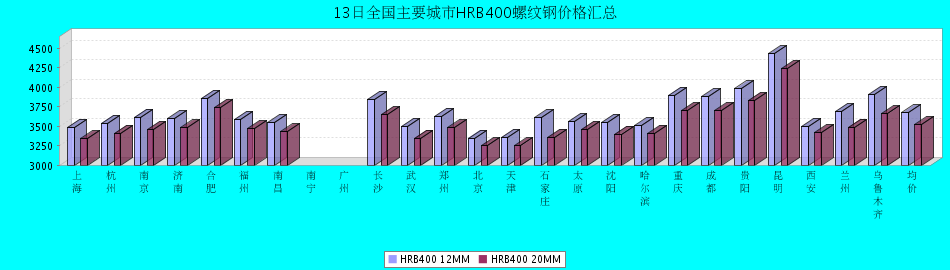 13日全国主要城市HRB400螺纹钢价格汇总
4500
4250
4000
3750
3500
3250
3000
上海
杭州
南京
济南
合肥
福州
南昌
南宁
广州
长沙
武汉
郑州
北京
天津
石家庄
太原
沈阳
哈尔滨
重庆
成都
贵阳
昆明
西安
兰州
乌鲁木齐
均价
HRB400 12MM
HRB400 20MM